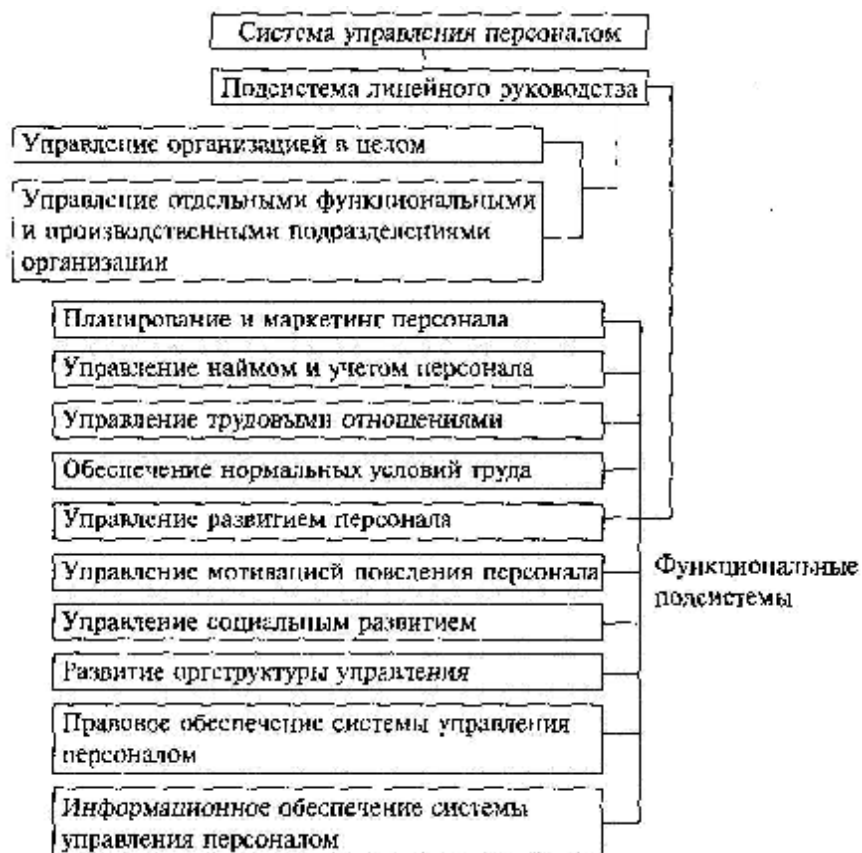 Система управления персоналом
Подсистема линейного руководства
Управление организацией в целом
Управление отдельными функциональными
и производственными подразделениями
организации
Планирование и маркетинг персонала
Управление наймом и учетом персонала
Управление трудовыми отношениями
Обеспечение нормальных условий труда
Управление развитием персонала
Управление мотивацией поведения персонала
Управление социальным развитием
Развитие оргструктуры управления
Правовое обеспечение системы управления
персоналом
Информационное обеспечение системы
управления персоналом
Функциональные
подсистемы